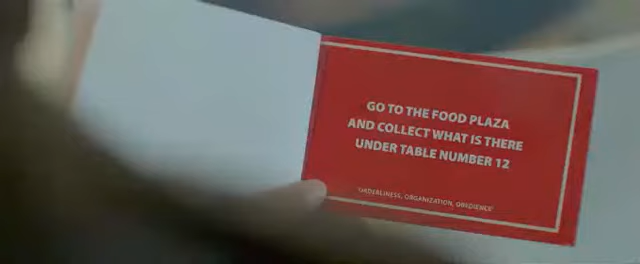 GO TO THE FOOD PLAZA
AND COLLECT WHAT IS THERE
UNDER TABLE NUMBER 12
"ORDERLINESS, ORGANIZATION, OBEDIENCE"